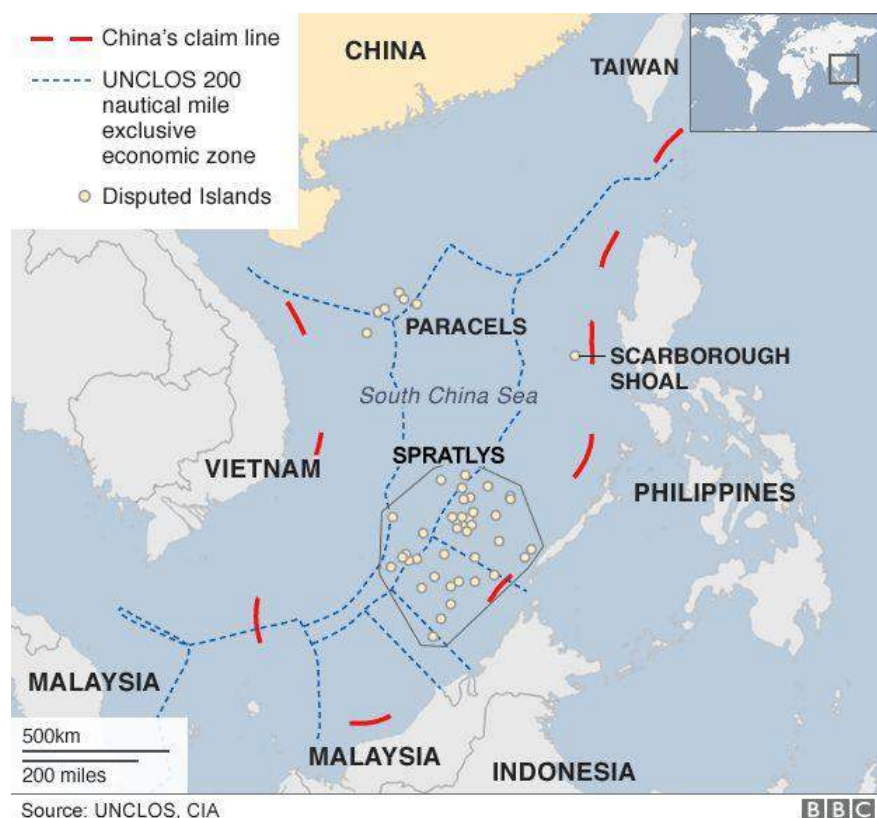 China's claim line
UNCLOS 200
nautical mile
exclusive
economic zone
Disputed Islands
CHINA
TAIWAN
PARACELS
SCARBOROUGH
SHOAL
South China Sea
SPRATLYS
VIETNAM
PHILIPPINES
MALAYSIA
500km
200 miles
MALAYSIA
INDONESIA
Source: UNCLOS, CIA
BBC